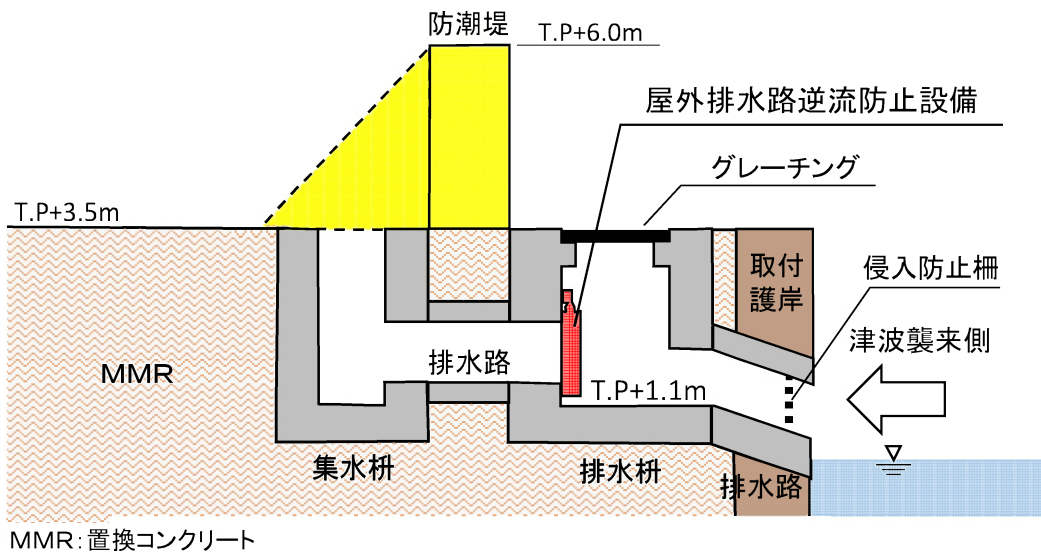 防潮堤
T.P+6.0m
屋外排水路逆流防止設備
グレーチング
T.P+3.5m
取付
護岸
侵入防止柵
津波襲来側
排水路
MMR
T.P+1.1m
集水枡
排水枡
排水路
MMR:置換コンクリート